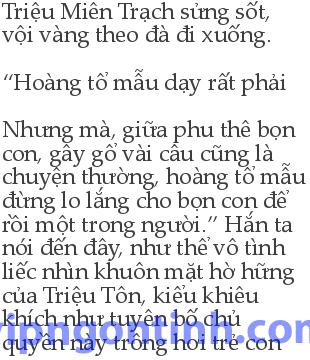 Triệu Miên Trạch sửng sốt,
vội vàng theo đà đi xuống.
“Hoàng tổ mẫu dạy rất phải
Nhưng mà, giữa phu thê bọn
con, gây gổ vài câu cũng là
chuyện thường, hoàng tổ mẫu
đừng lo lắng cho bọn con để
rồi một trong người.” Hắn ta
nói đến đây, như thể vô tình
liếc nhìn khuôn mặt hờ hững
của Triệu Tôn, kiểu khiêu
khích như tuyên bố chủ
quyền này trông hơi trẻ con
vipngontinh.com